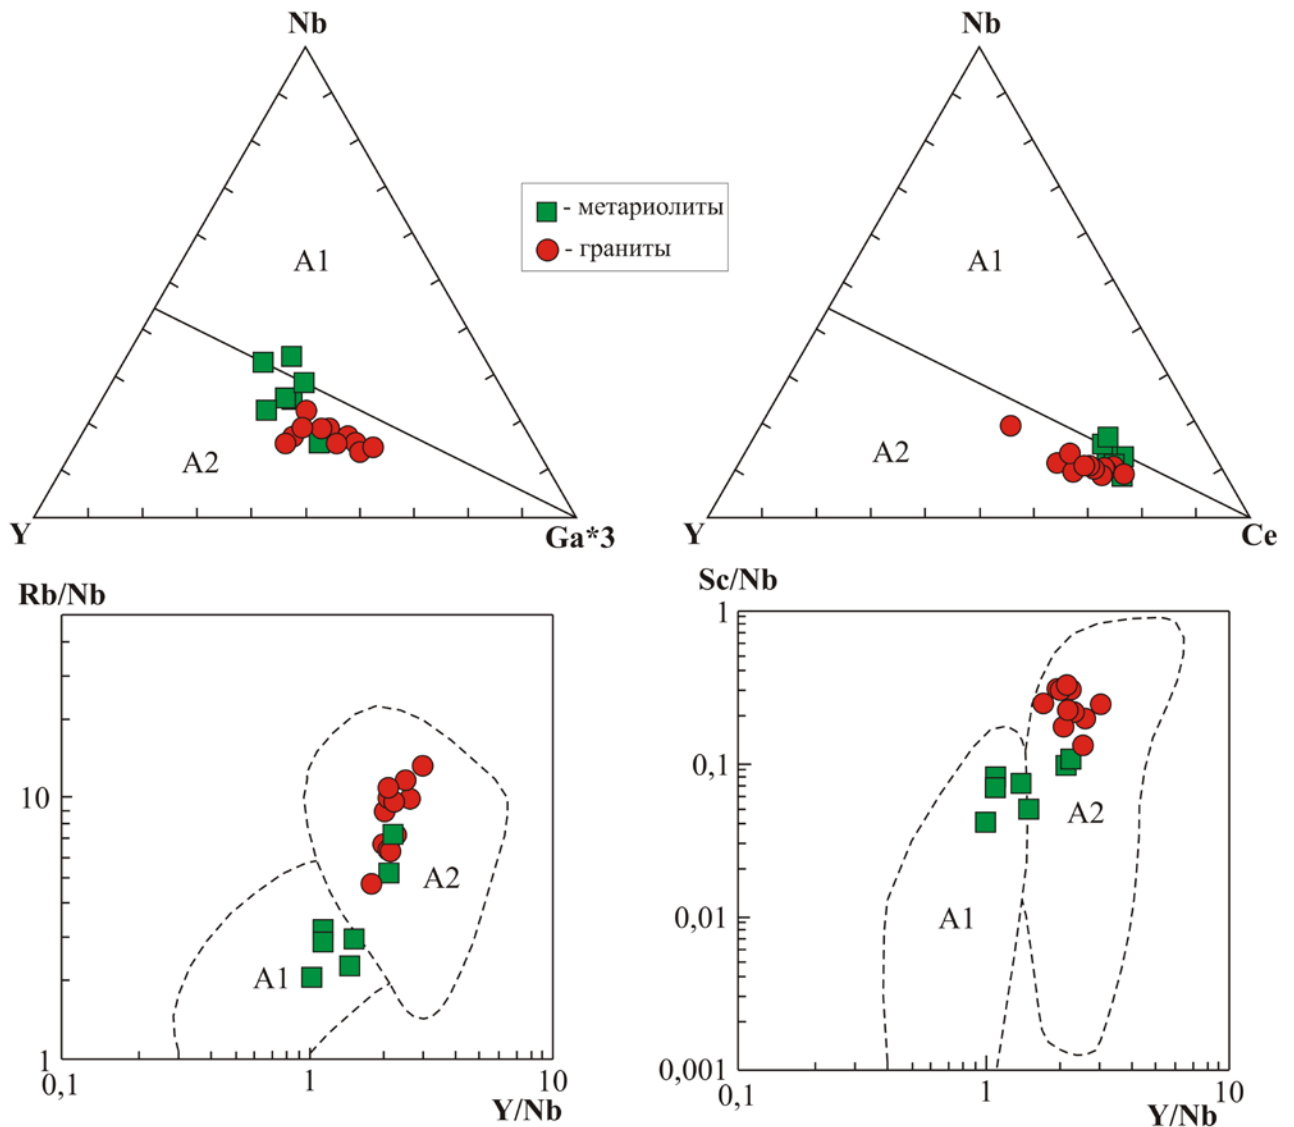 Nb
Nb
- метариолиты
- граниты
A1
A1
A2
A2
Y
Ga*3
Y
Ce
Rb/Nb
Sc/Nb
1
10
0,1
A2
A2
A1
0,01
A1
1
0,001
0,1
1
10
0,1
1
10
Y/Nb
Y/Nb